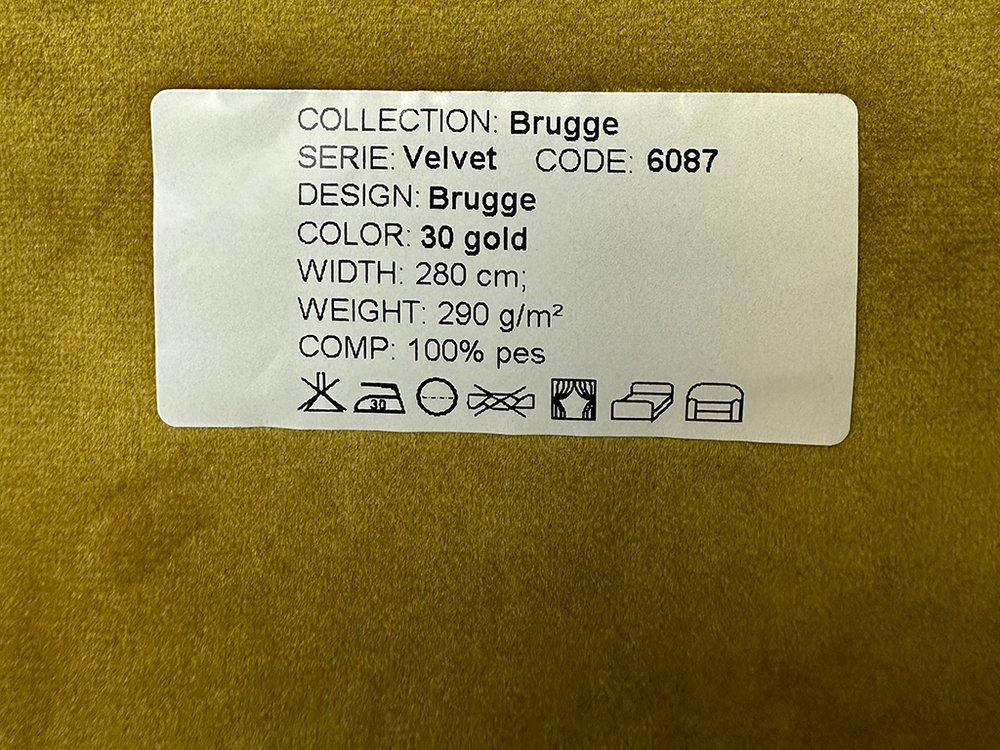 COLLECTION: Brugge
SERIE: Velvet CODE: 6087
DESIGN: Brugge
COLOR: 30 gold
WIDTH: 280 cm;
WEIGHT: 290 g/m²
COMP: 100% pes
30